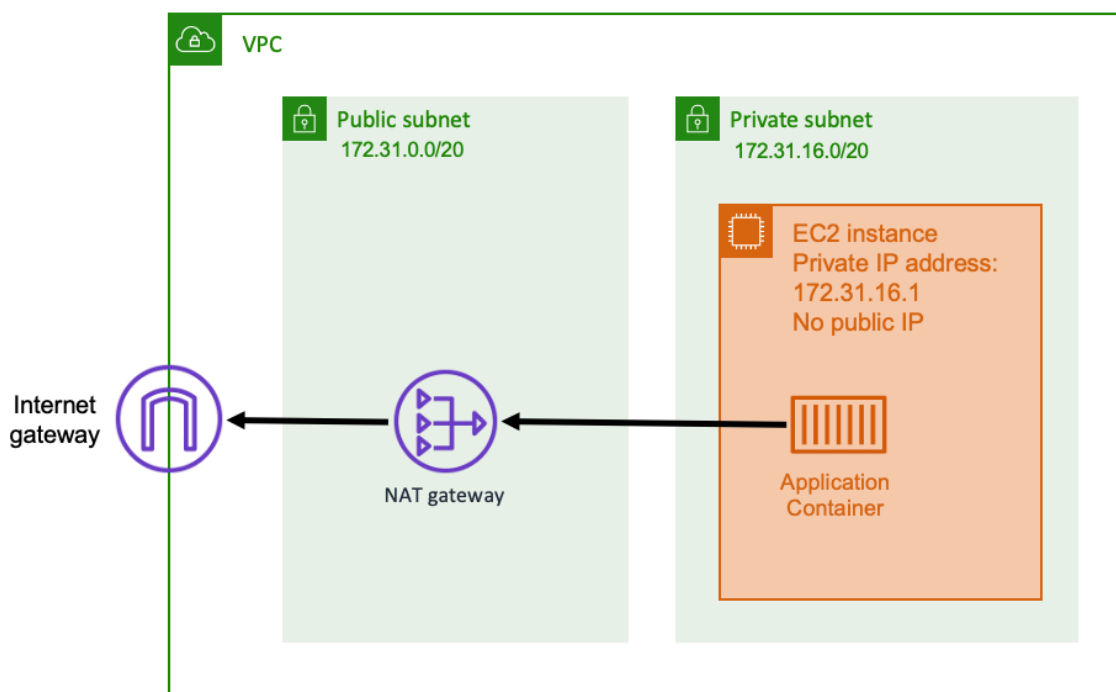 VPC
Public subnet
172.31.0.0/20
Private subnet
172.31.16.0/20
EC2 instance
Private IP address:
172.31.16.1
No public IP
Internet
gateway
NAT gateway
Application
Container